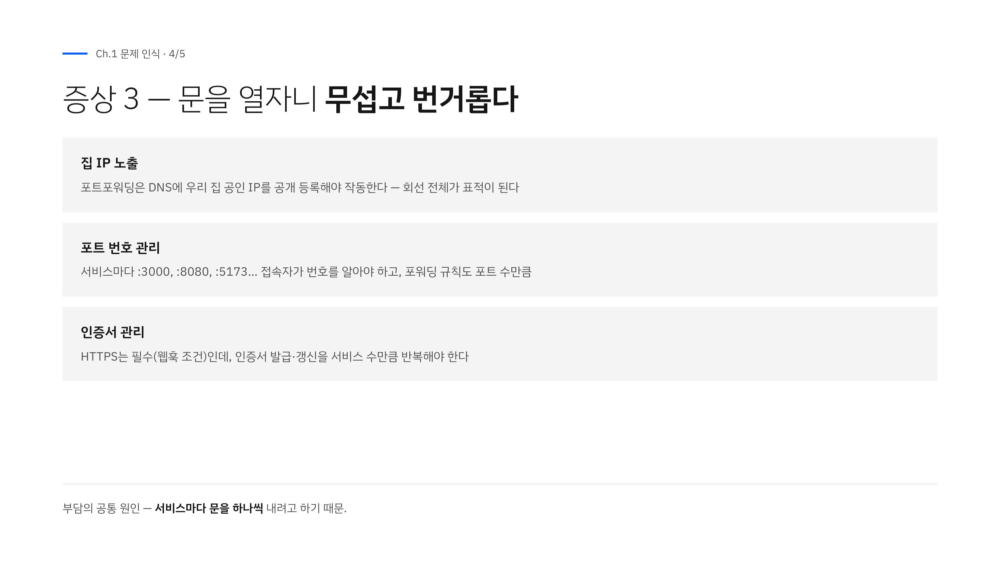 Ch.1 문제 인식 · 4/5
증상 3 — 문을 열자니 무섭고 번거롭다
집 IP 노출
포트포워딩은 DNS에 우리 집 공인 IP를 공개 등록해야 작동한다 — 회선 전체가 표적이 된다
포트 번호 관리
서비스마다 :3000, :8080, :5173… 접속자가 번호를 알아야 하고, 포워딩 규칙도 포트 수만큼
인증서 관리
HTTPS는 필수(웹훅 조건)인데, 인증서 발급·갱신을 서비스 수만큼 반복해야 한다
부담의 공통 원인 — 서비스마다 문을 하나씩 내려고 하기 때문.